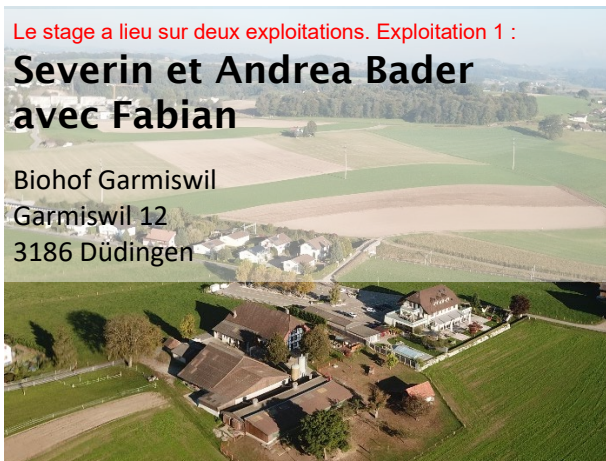 Le stage a lieu sur deux exploitations. Exploitation 1 :
Severin et Andrea Bader
avec Fabian
Biohof Garmiswil
Garmiswil 12
3186 Düdingen